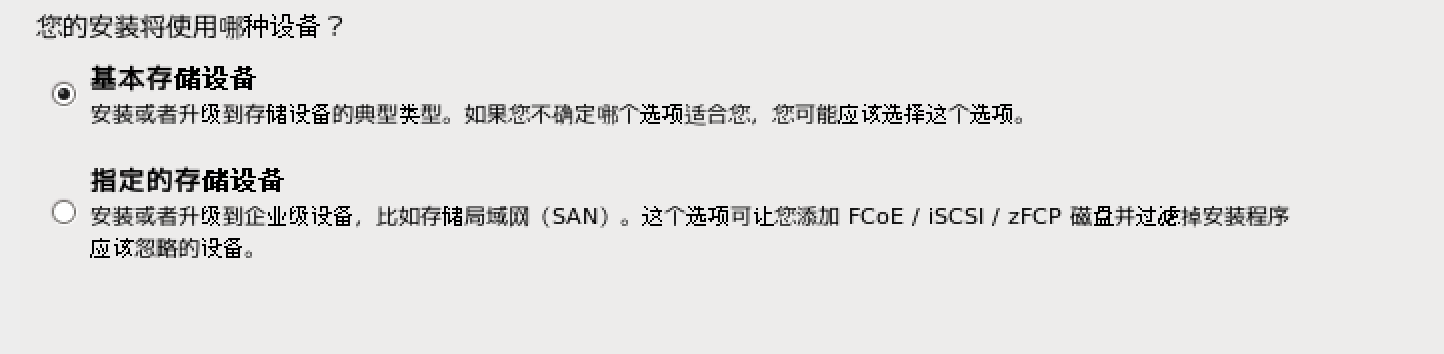 您的安装将使用哪种设备？
基本存储设备
安装或者升级到存储设备的典型类型。如果您不确定哪个选项适合您，您可能应该选择这个选项。
指定的存储设备
安装或者升级到企业级设备，比如存储局域网（SAN）。这个选项可让您添加 FCoE / iSCSI / zFCP 磁盘并过滤掉安装程序
应该忽略的设备。